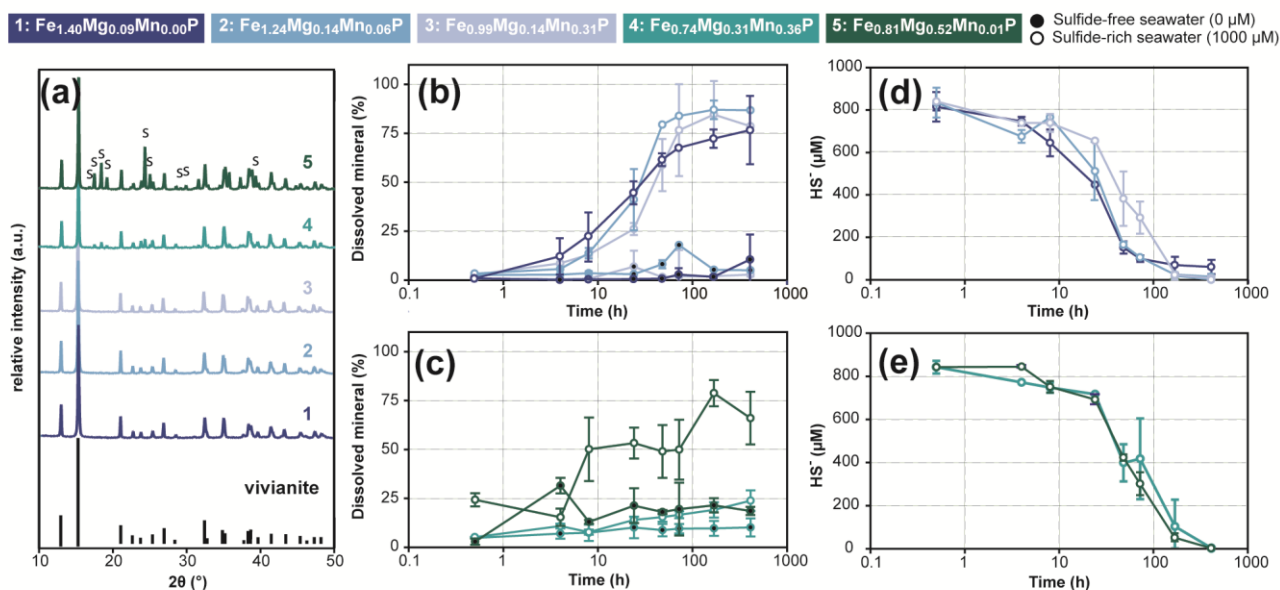 1: Fe1.40Mg0.09Mn0.00P
2: Fe1.24Mg0.14Mn0.06P
3: Fe0.99Mg0.14Mn0.31P
4: Fe0.74Mg0.31Mn0.36P
5: Fe0.81Mg0.52Mn0.01P
Sulfide-free seawater (0 µM)
Sulfide-rich seawater (1000 µM)
(a)
relative intensity (a.u.)
s s s s s s s s
5
4
3
2
1
vivianite
10 20 30 40 50
2θ (°)
(b)
Dissolved mineral (%)
100
75
50
25
0
0.1 1 10 100 1000
Time (h)
(c)
Dissolved mineral (%)
100
75
50
25
0
0.1 1 10 100 1000
Time (h)
(d)
HS- (µM)
1000
800
600
400
200
0
0.1 1 10 100 1000
Time (h)
(e)
HS- (µM)
1000
800
600
400
200
0
0.1 1 10 100 1000
Time (h)